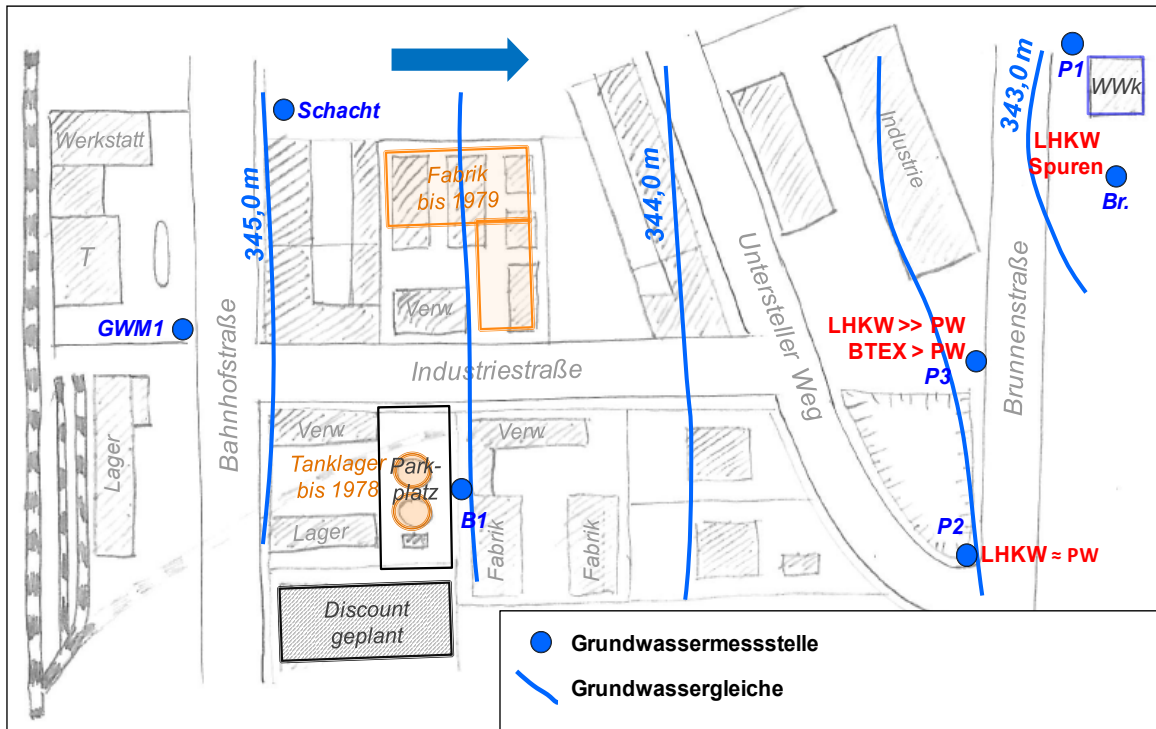 Schacht
P1
WWk
343,0 m
LHKW
Spuren
Br.
Werkstatt
T
GWM1
345,0 m
Fabrik
bis 1979
Verw.
344,0 m
Industrie
Untersteller Weg
LHKW >> PW
BTEX > PW
P3
Brunnenstraße
Bahnhofstraße
Industriestraße
Lager
Verw.
Tanklager
bis 1978
Park-
platz
Lager
B1
Verw.
Fabrik
Fabrik
P2
LHKW ≈ PW
Discount
geplant
Grundwassermessstelle
Grundwassergleiche